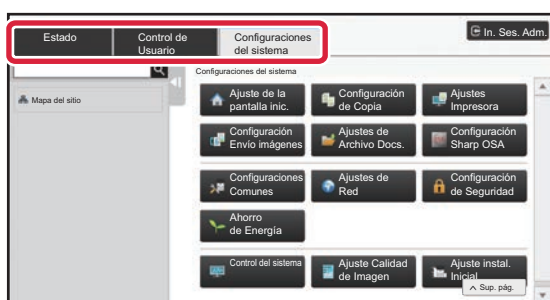 Estado
Control de
Usuario
Configuraciones
del sistema
In. Ses. Adm.
Configuraciones del sistema
Mapa del sitio
Ajuste de la
pantalla inic.
Configuración
de Copia
Ajustes
Impresora
Configuración
Envío imágenes
Ajustes de
Archivo Docs.
Configuración
Sharp OSA
Configuraciones
Comunes
Ajustes de
Red
Configuración
de Seguridad
Ahorro
de Energía
Control del sistema
Ajuste Calidad
de Imagen
Ajuste instal.
Inicial
Sup. pág.